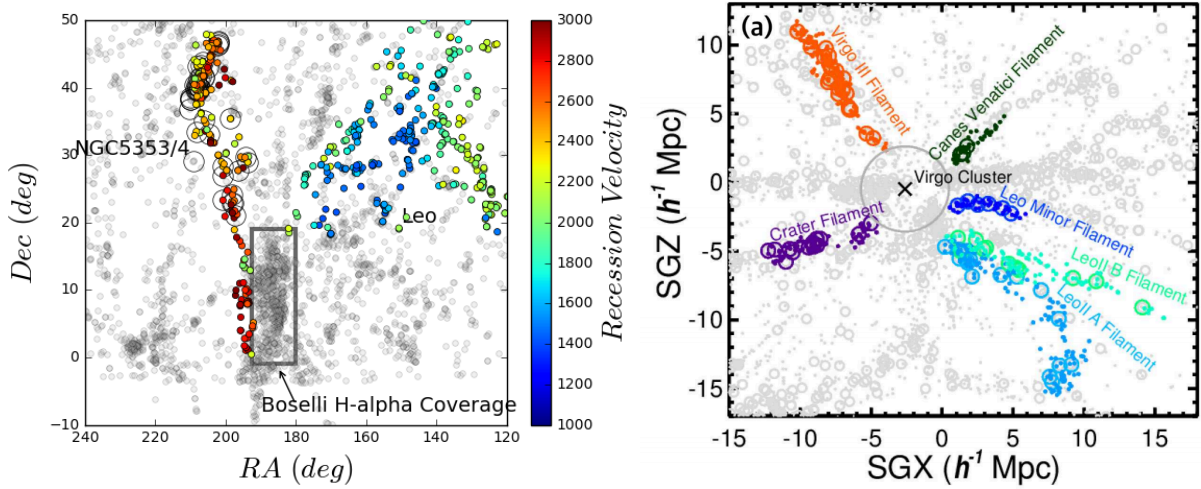 50
40
30
20
10
0
−10
240
220
200
180
160
140
120
Dec (deg)
RA (deg)
NGC5353/4
Leo
Boselli H-alpha Coverage
3000
2800
2600
2400
2200
2000
1800
1600
1400
1200
1000
Recession Velocity
(a)
10
5
0
-5
-10
-15
-15
-10
-5
0
5
10
15
SGZ (h⁻¹ Mpc)
SGX (h⁻¹ Mpc)
Virgo III Filament
Canes Venatici Filament
Virgo Cluster
Leo Minor Filament
Crater Filament
LeoII B Filament
LeoII A Filament